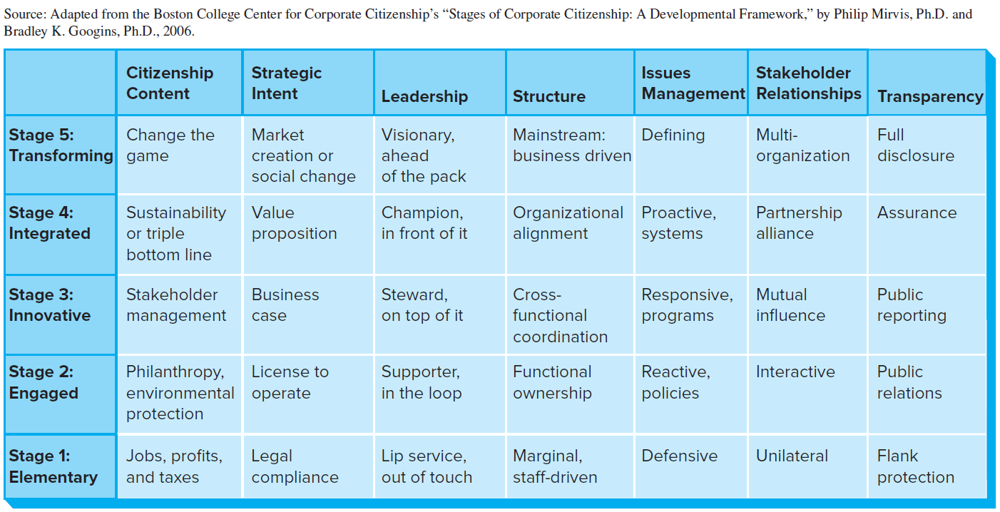 Source: Adapted from the Boston College Center for Corporate Citizenship’s “Stages of Corporate Citizenship: A Developmental Framework,” by Philip Mirvis, Ph.D. and
Bradley K. Googins, Ph.D., 2006.
Citizenship
Content
Strategic
Intent
Leadership
Structure
Issues
Management
Stakeholder
Relationships
Transparency
Stage 5:
Transforming
Change the
game
Market
creation or
social change
Visionary,
ahead
of the pack
Mainstream:
business driven
Defining
Multi-
organization
Full
disclosure
Stage 4:
Integrated
Sustainability
or triple
bottom line
Value
proposition
Champion,
in front of it
Organizational
alignment
Proactive,
systems
Partnership
alliance
Assurance
Stage 3:
Innovative
Stakeholder
management
Business
case
Steward,
on top of it
Cross-
functional
coordination
Responsive,
programs
Mutual
influence
Public
reporting
Stage 2:
Engaged
Philanthropy,
environmental
protection
License to
operate
Supporter,
in the loop
Functional
ownership
Reactive,
policies
Interactive
Public
relations
Stage 1:
Elementary
Jobs, profits,
and taxes
Legal
compliance
Lip service,
out of touch
Marginal,
staff-driven
Defensive
Unilateral
Flank
protection